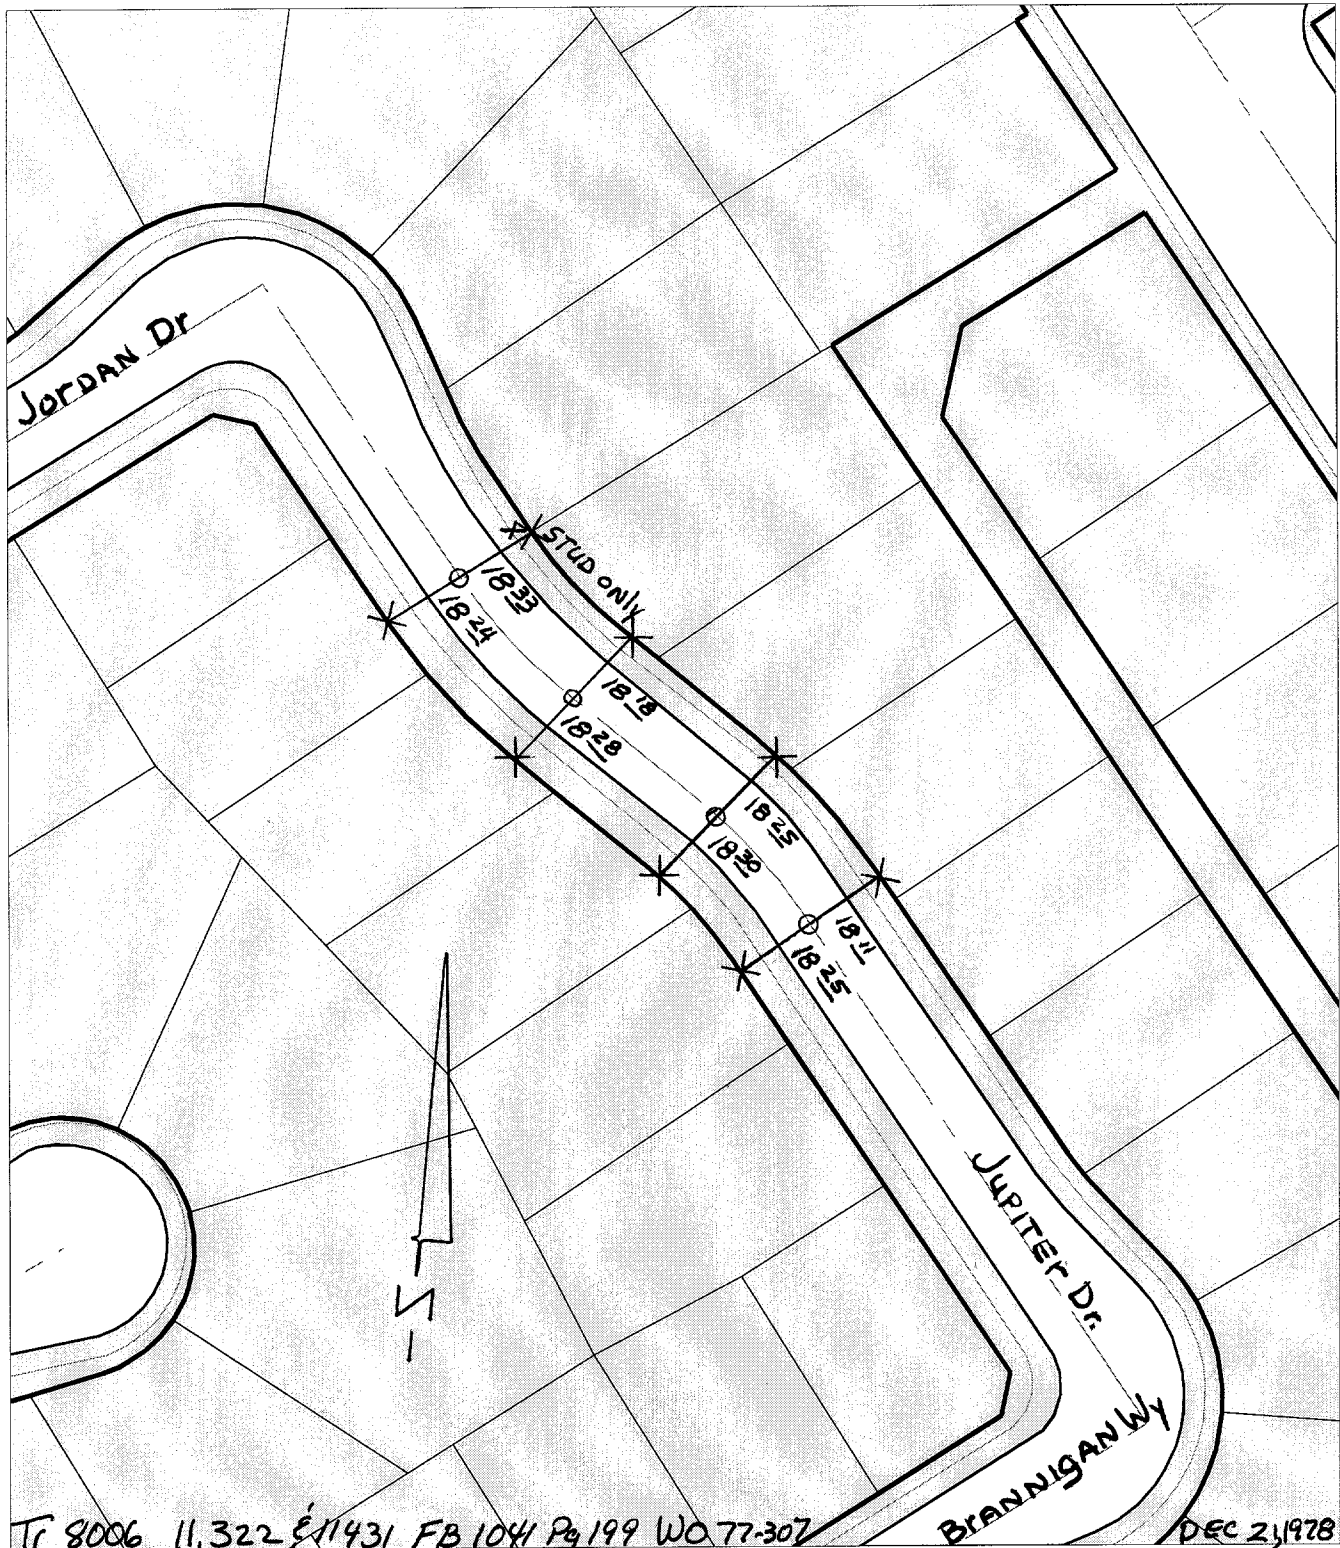 JORDAN Dr
STUD ONLY
18 33
18 24
18 18
18 28
18 25
18 30
18 11
18 25
N
JUPITER Dr.
BRANNIGAN WY
Tr 8006 11,322 & 11431 FB 1041 Pg 199 WO 77-307
DEC 21, 1978